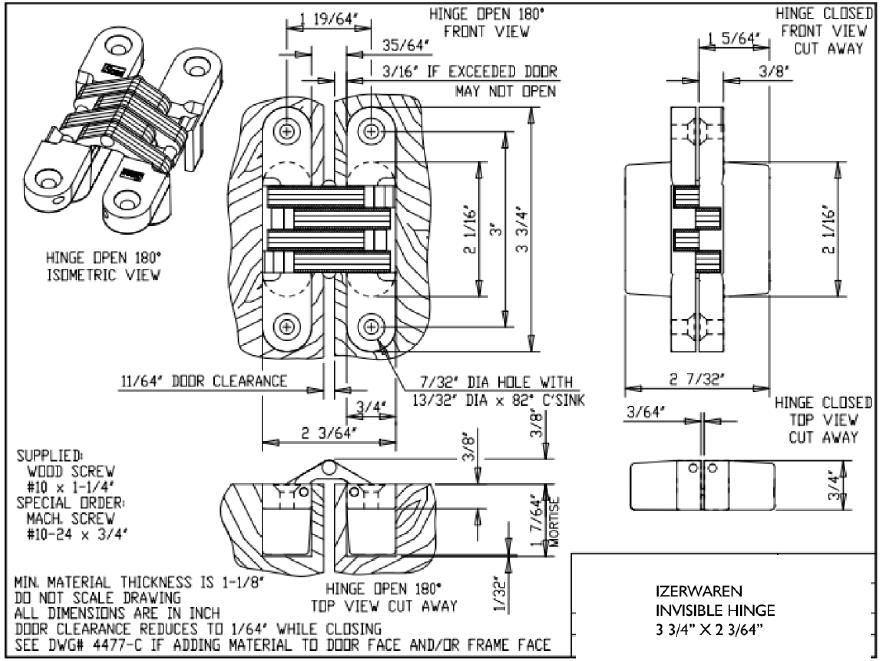 1 19/64"
HINGE OPEN 180°
FRONT VIEW
35/64"
3/16" IF EXCEEDED DOOR
MAY NOT OPEN
HINGE CLOSED
FRONT VIEW
CUT AWAY
1 5/64"
3/8"
2 1/16"
3"
3 3/4"
2 1/16"
HINGE OPEN 180°
ISOMETRIC VIEW
11/64" DOOR CLEARANCE
7/32" DIA HOLE WITH
13/32" DIA x 82° C'SINK
2 7/32"
3/4"
2 3/64"
3/8"
3/8"
HINGE CLOSED
TOP VIEW
CUT AWAY
3/64"
3/4"
SUPPLIED:
WOOD SCREW
#10 x 1-1/4"
SPECIAL ORDER:
MACH. SCREW
#10-24 x 3/4"
1 7/64"
MORTISE
1/32"
HINGE OPEN 180°
TOP VIEW CUT AWAY
MIN. MATERIAL THICKNESS IS 1-1/8"
DO NOT SCALE DRAWING
ALL DIMENSIONS ARE IN INCH
DOOR CLEARANCE REDUCES TO 1/64" WHILE CLOSING
SEE DWG# 4477-C IF ADDING MATERIAL TO DOOR FACE AND/OR FRAME FACE
IZERWAREN
INVISIBLE HINGE
3 3/4" X 2 3/64"